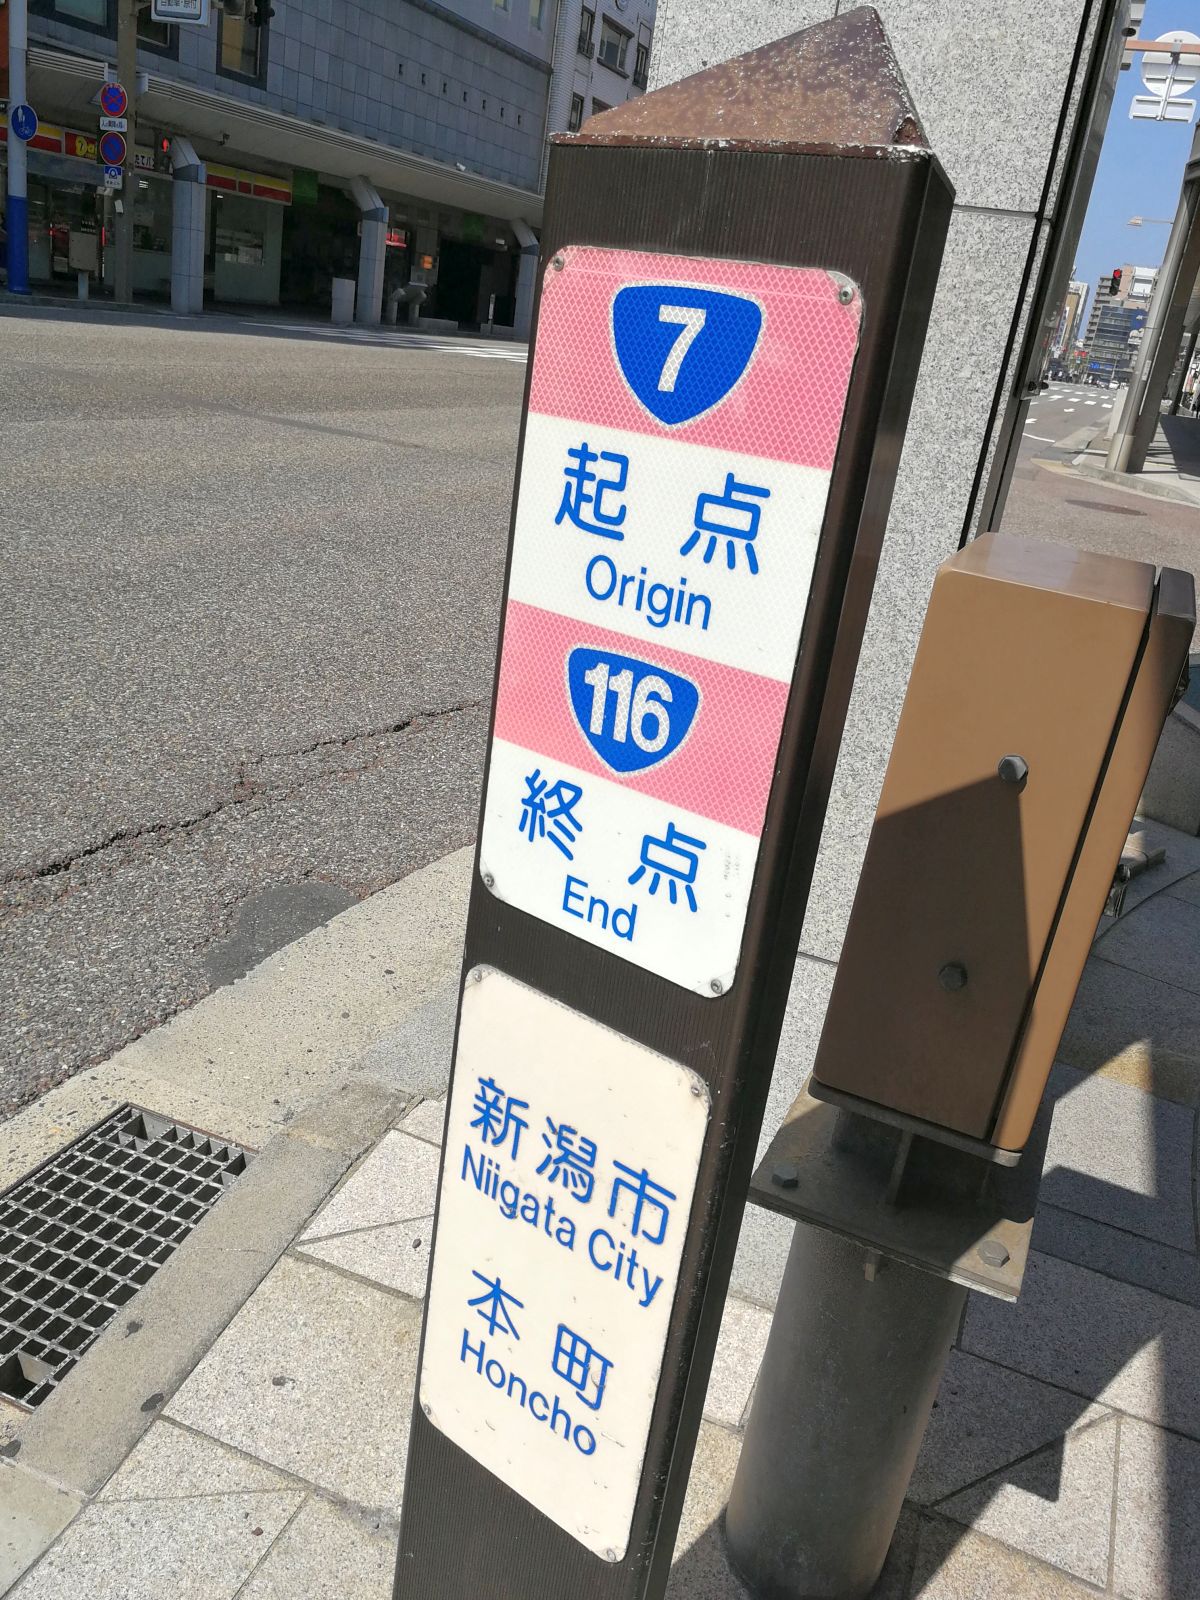 7
起点
Origin
116
終点
End
新潟市
Niigata City
本町
Honcho